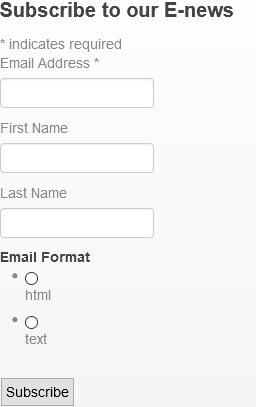 Subscribe to our E-news
* indicates required
Email Address *
First Name
Last Name
Email Format
html
text
Subscribe